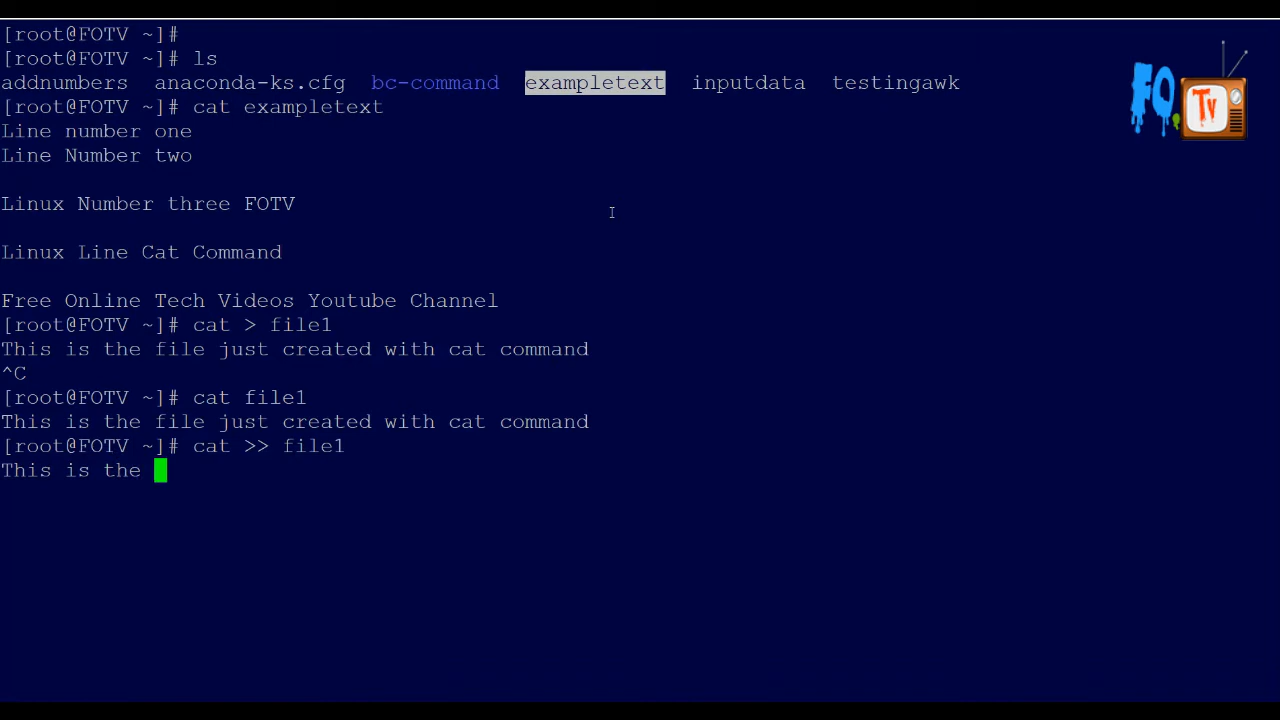 [root@FOTV ~]#
[root@FOTV ~]# ls
addnumbers  anaconda-ks.cfg  bc-command  exampletext  inputdata  testingawk
[root@FOTV ~]# cat exampletext
Line number one
Line Number two
Linux Number three FOTV
Linux Line Cat Command
Free Online Tech Videos Youtube Channel
[root@FOTV ~]# cat > file1
This is the file just created with cat command
^C
[root@FOTV ~]# cat file1
This is the file just created with cat command
[root@FOTV ~]# cat >> file1
This is the
FO.
Tv